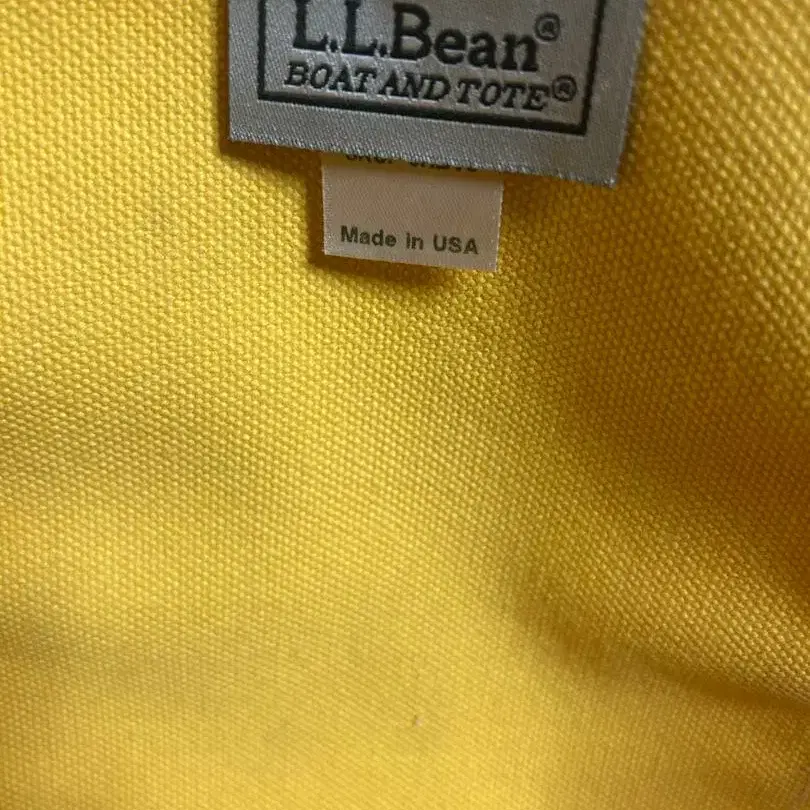 L.L.Bean®
BOAT AND TOTE®
Made in USA